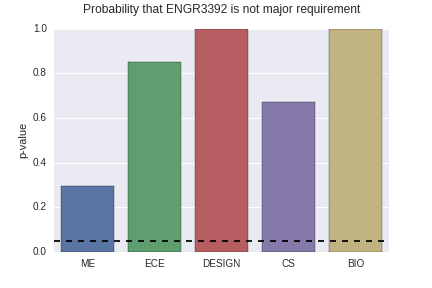 Probability that ENGR3392 is not major requirement
1.0
0.8
0.6
0.4
0.2
0.0
p-value
ME ECE DESIGN CS BIO